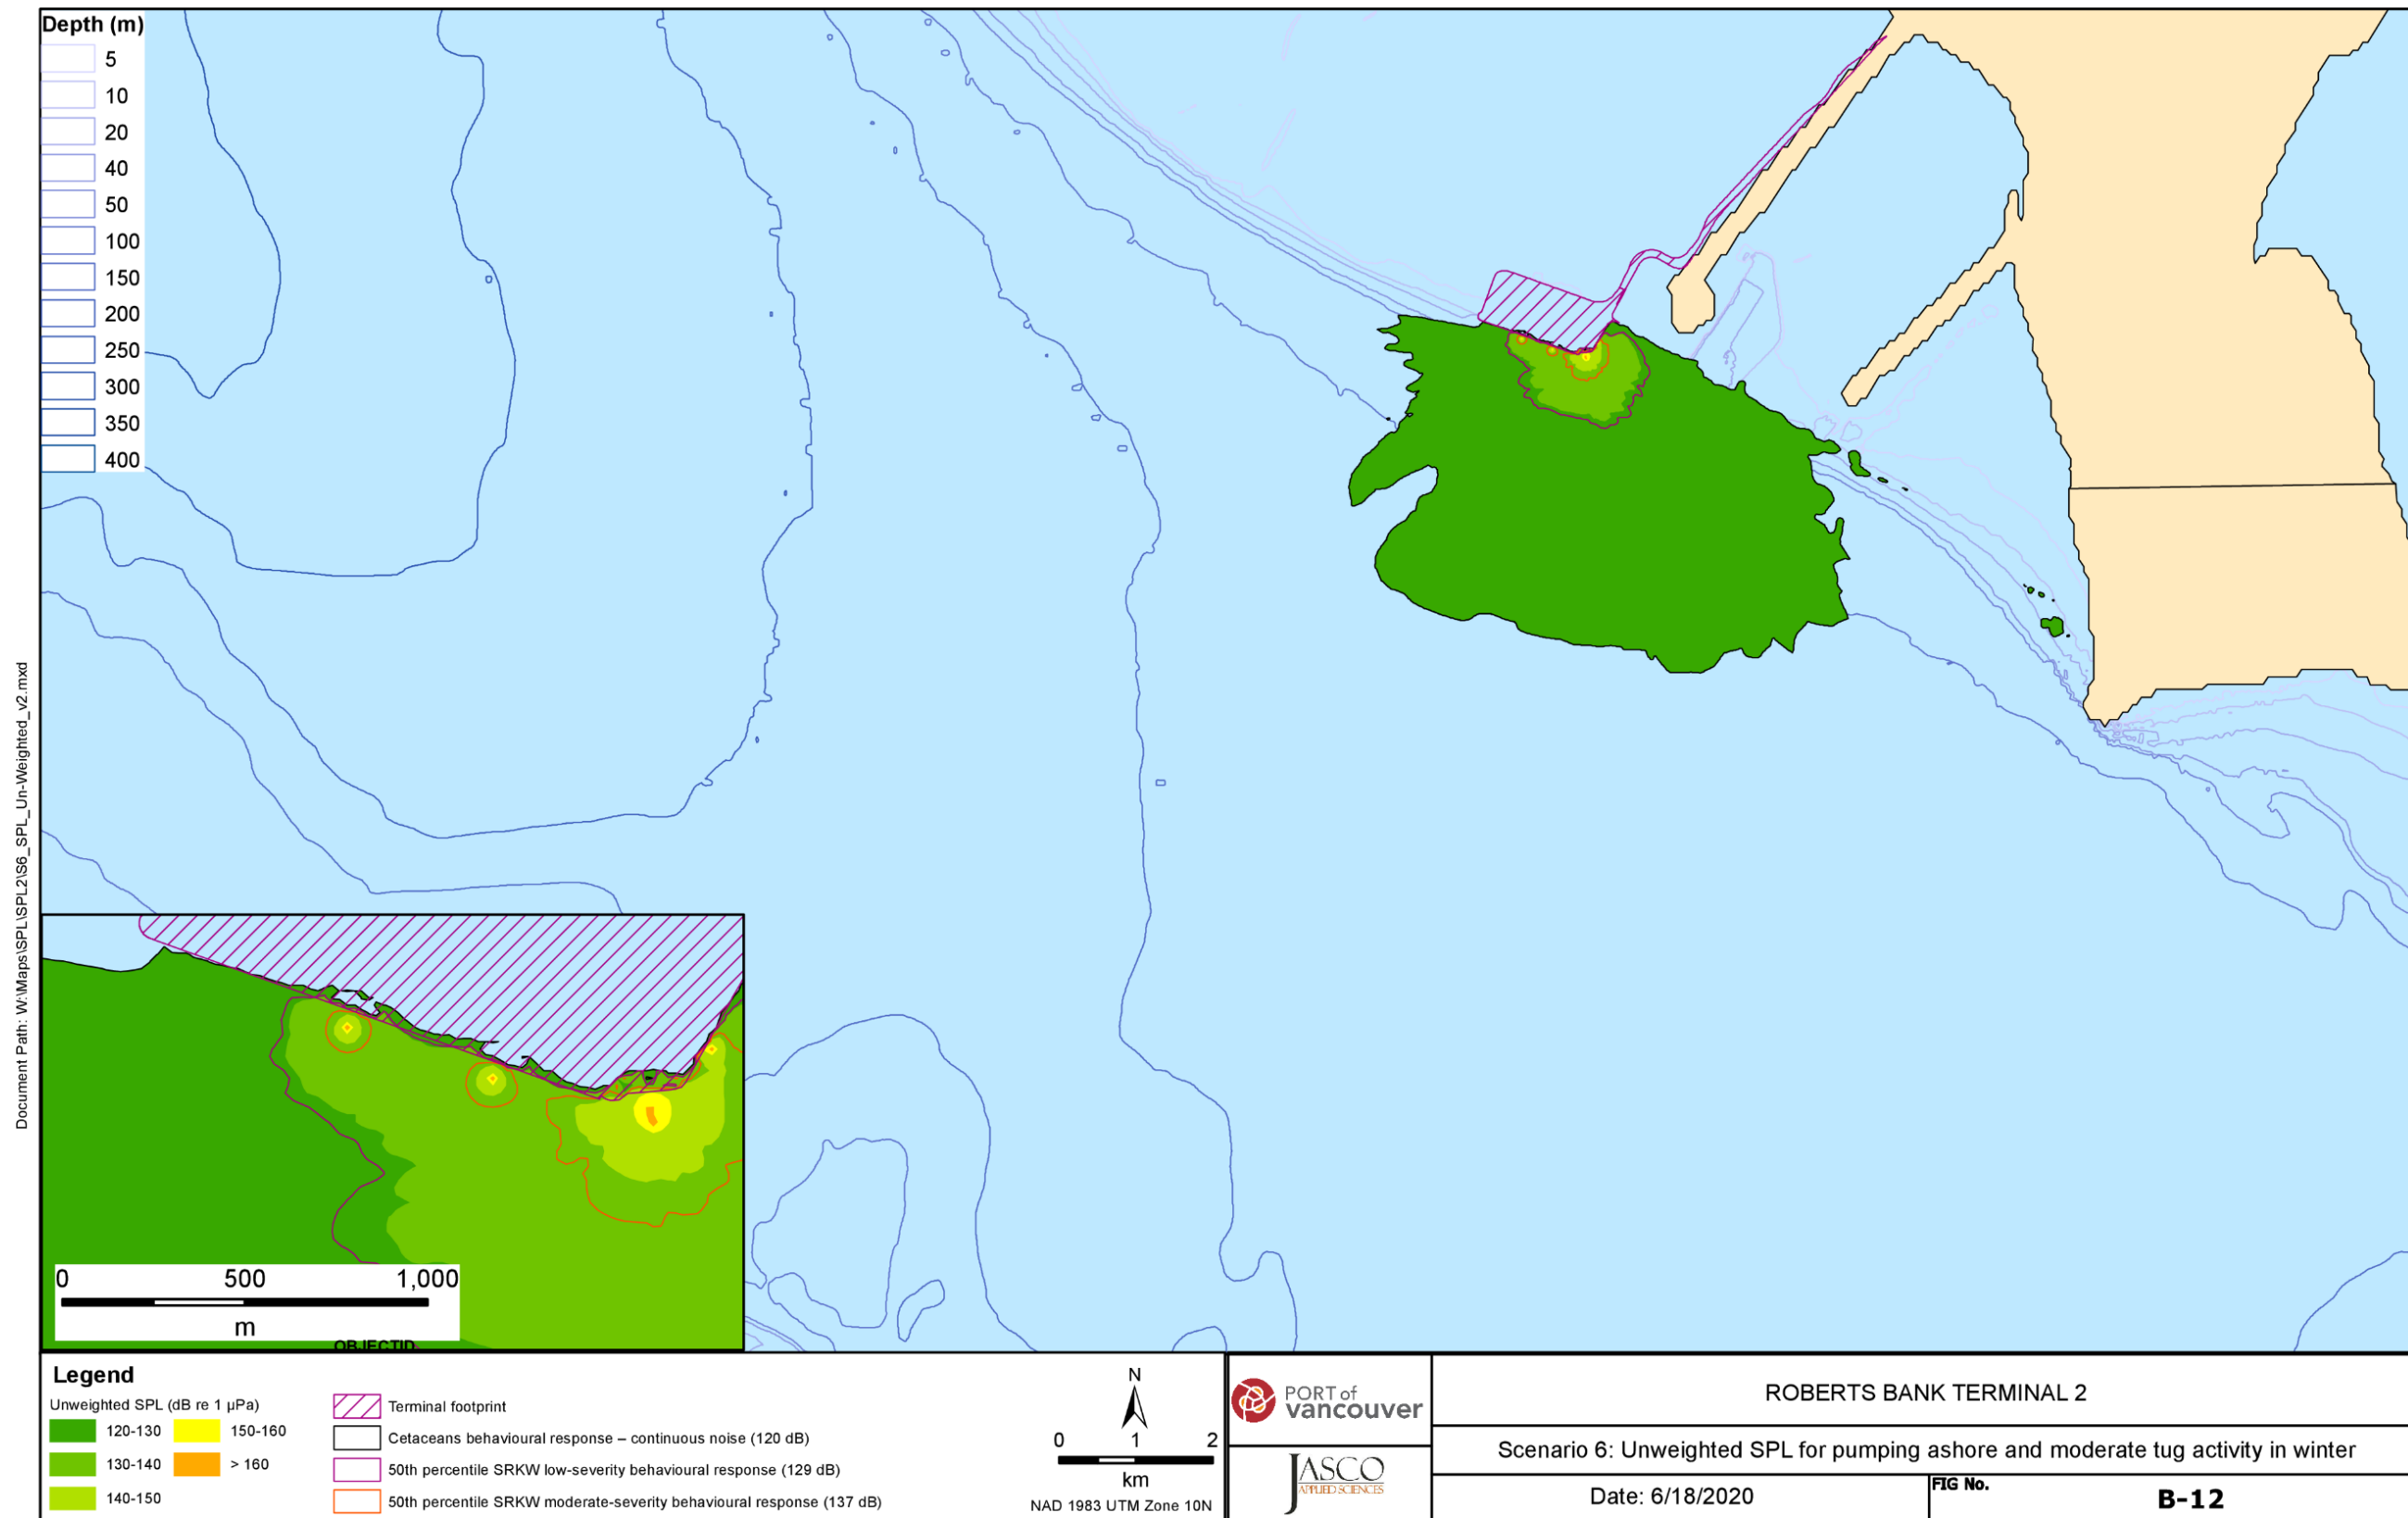 Depth (m)
5
10
20
40
50
100
150
200
250
300
350
400
Document Path: W:\Maps\SPL\SPL2\S6_SPL_Un-Weighted_v2.mxd
0 500 1,000
m
OBJECTID
Legend
Unweighted SPL (dB re 1 µPa)
120-130
130-140
140-150
150-160
> 160
Terminal footprint
Cetaceans behavioural response – continuous noise (120 dB)
50th percentile SRKW low-severity behavioural response (129 dB)
50th percentile SRKW moderate-severity behavioural response (137 dB)
N
0 1 2
km
NAD 1983 UTM Zone 10N
PORT of
vancouver
JASCO
APPLIED SCIENCES
ROBERTS BANK TERMINAL 2
Scenario 6: Unweighted SPL for pumping ashore and moderate tug activity in winter
Date: 6/18/2020
FIG No.
B-12